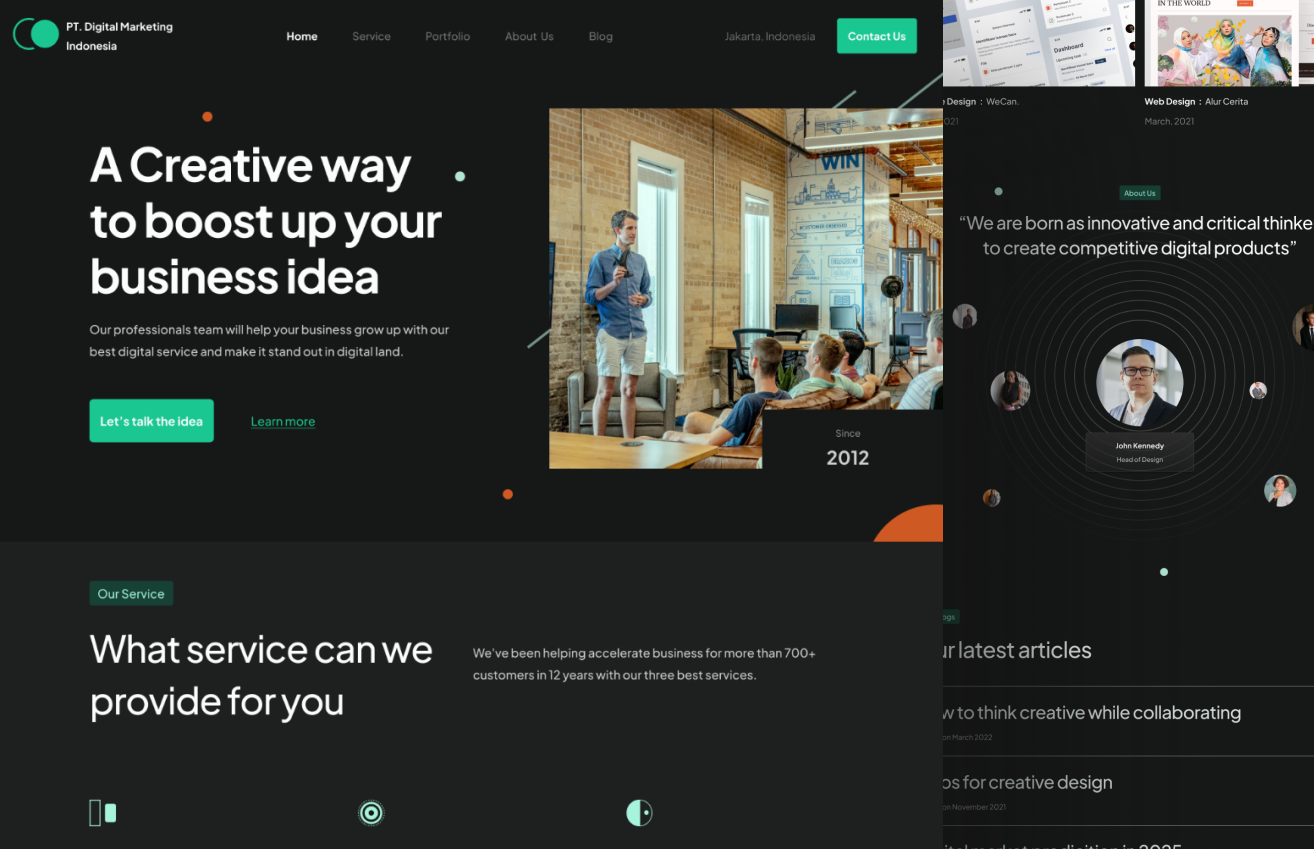 PT. Digital Marketing
Indonesia
Home
Service
Portfolio
About Us
Blog
Jakarta, Indonesia
Contact Us
A Creative way
to boost up your
business idea
Our professionals team will help your business grow up with our
best digital service and make it stand out in digital land.
Let's talk the idea
Learn more
WIN
Since
2012
Our Service
What service can we
provide for you
We've been helping accelerate business for more than 700+
customers in 12 years with our three best services.
IN THE WORLD
Dashboard
Design : WeCan.
2021
Web Design : Alur Cerita
March, 2021
About Us
“We are born as innovative and critical thinke
to create competitive digital products”
John Kennedy
Head of Design
ogs
ur latest articles
w to think creative while collaborating
on March 2022
ps for creative design
on November 2021